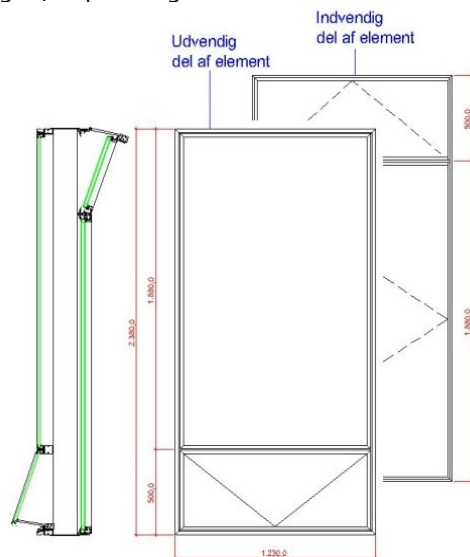 Indvendig
del af element
Udvendig
del af element
500,0
1.880,0
2.380,0
1.880,0
500,0
1.230,0